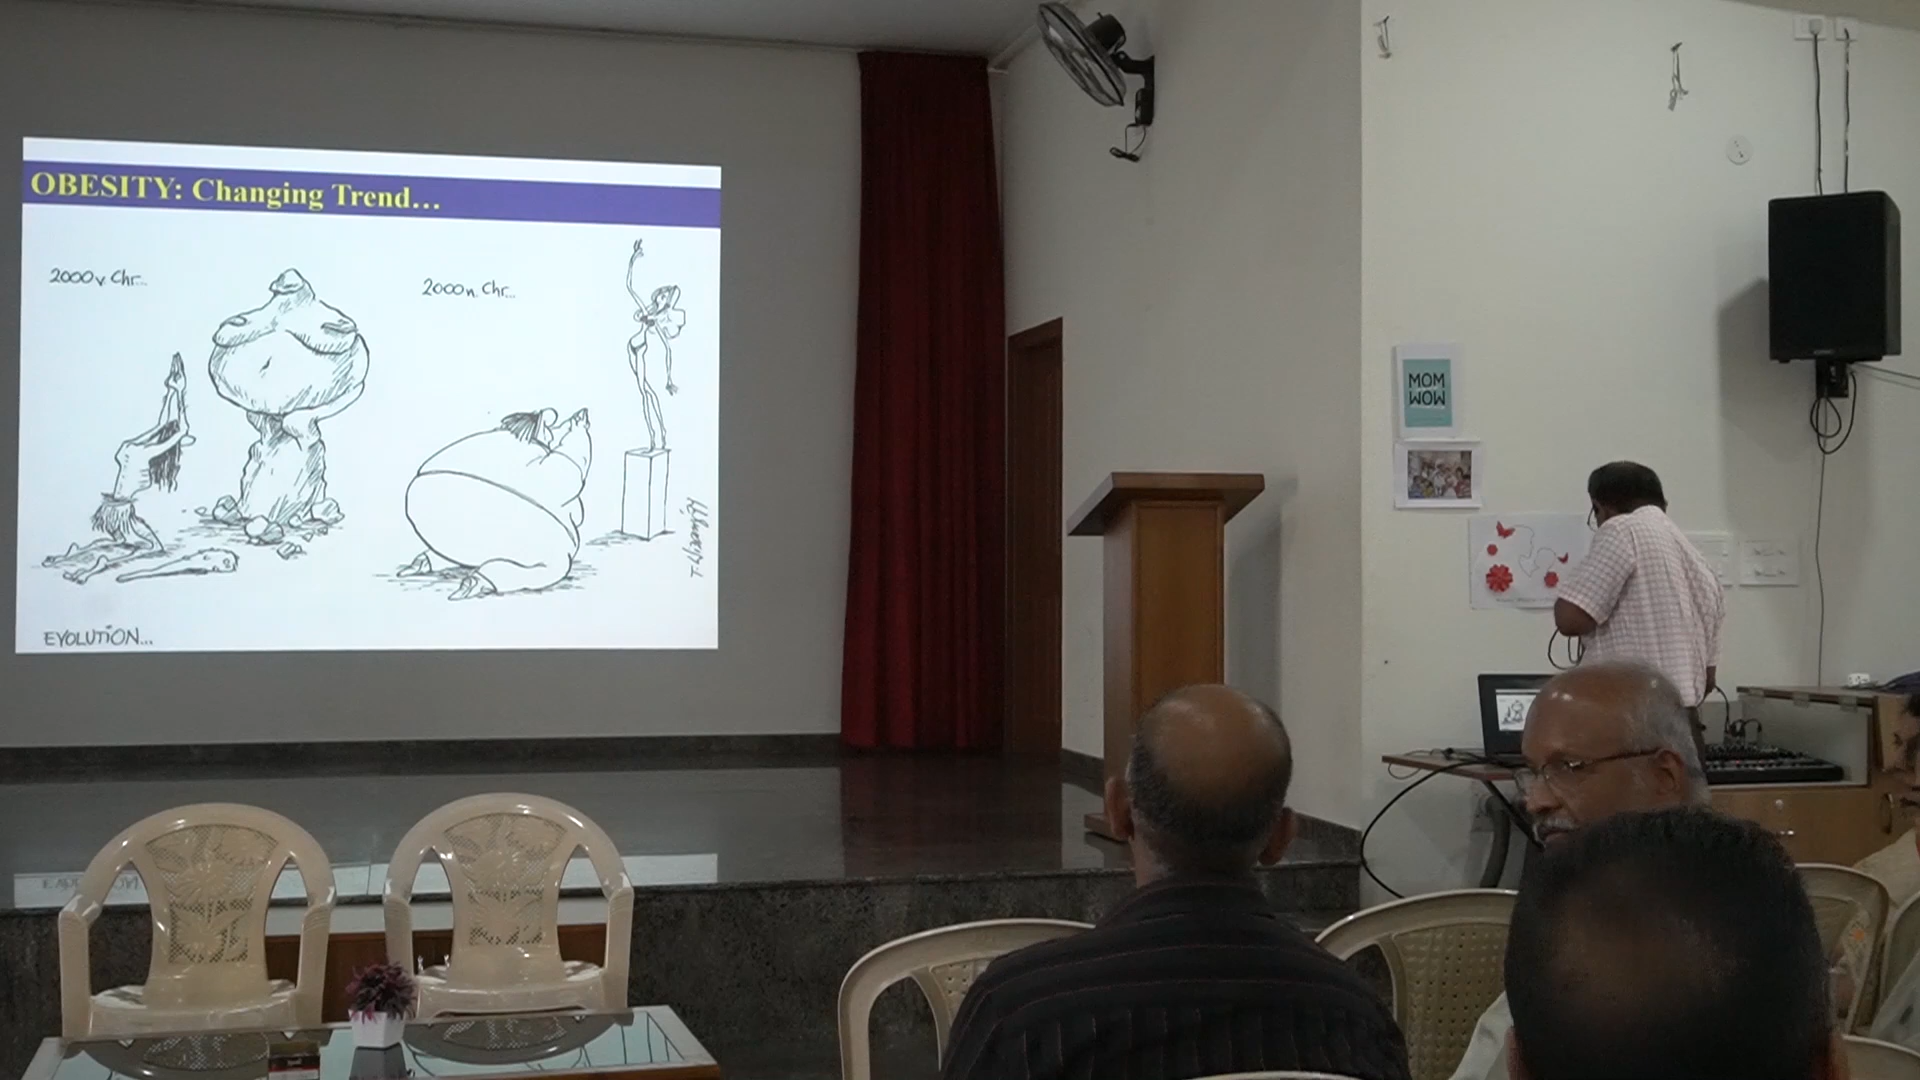 OBESITY: Changing Trend...
2000 v. Chr...
2000 n. Chr...
EVOLUTION...
MOM
WOW